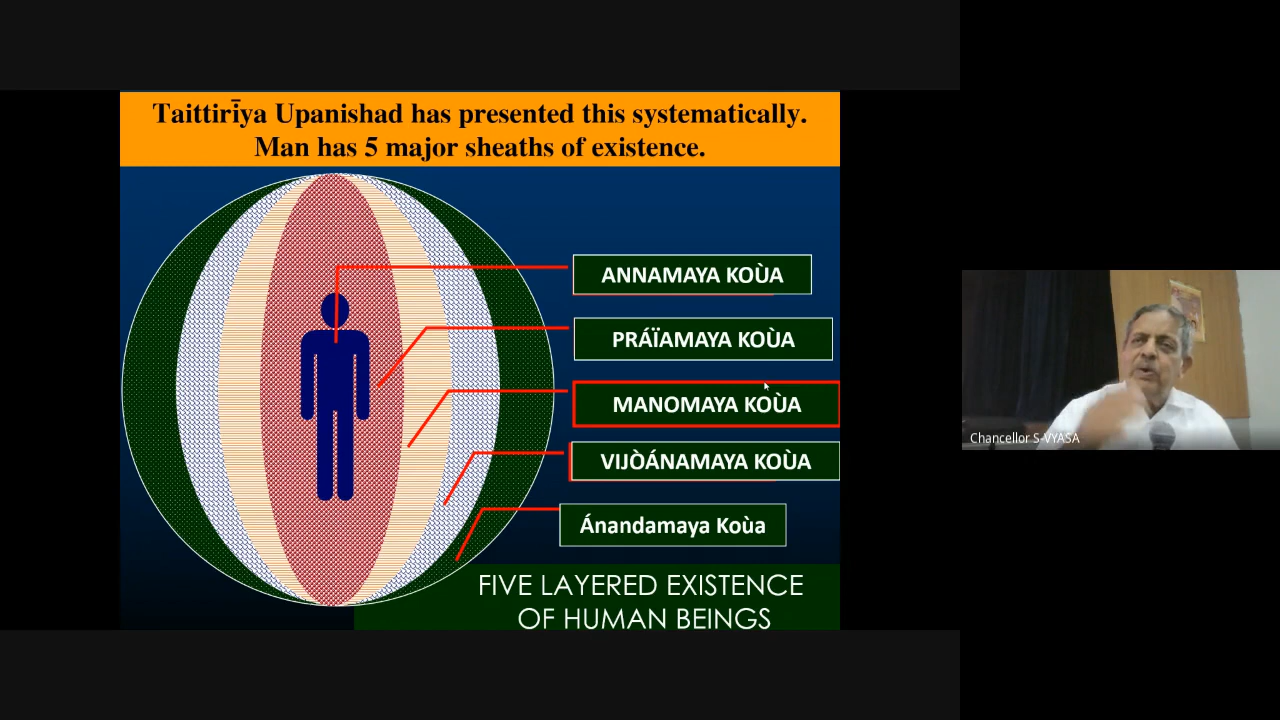 Taittirīya Upanishad has presented this systematically.
Man has 5 major sheaths of existence.
ANNAMAYA KOÙA
PRÁÏAMAYA KOÙA
MANOMAYA KOÙA
VIJÒÁNAMAYA KOÙA
Ánandamaya Koùa
FIVE LAYERED EXISTENCE
OF HUMAN BEINGS
Chancellor S-VYASA